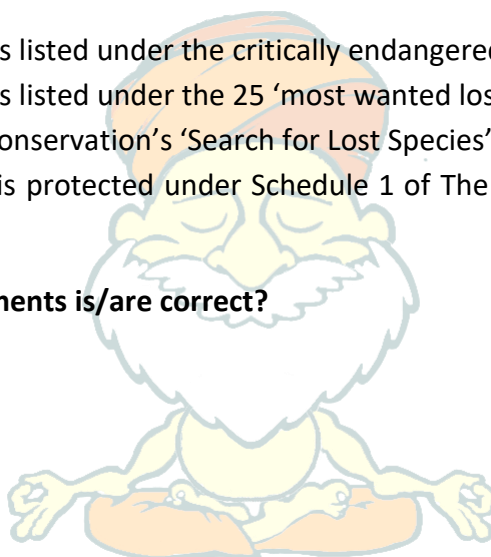 s listed under the critically endangered
s listed under the 25 ‘most wanted los
onservation’s ‘Search for Lost Species’
is protected under Schedule 1 of The
nents is/are correct?